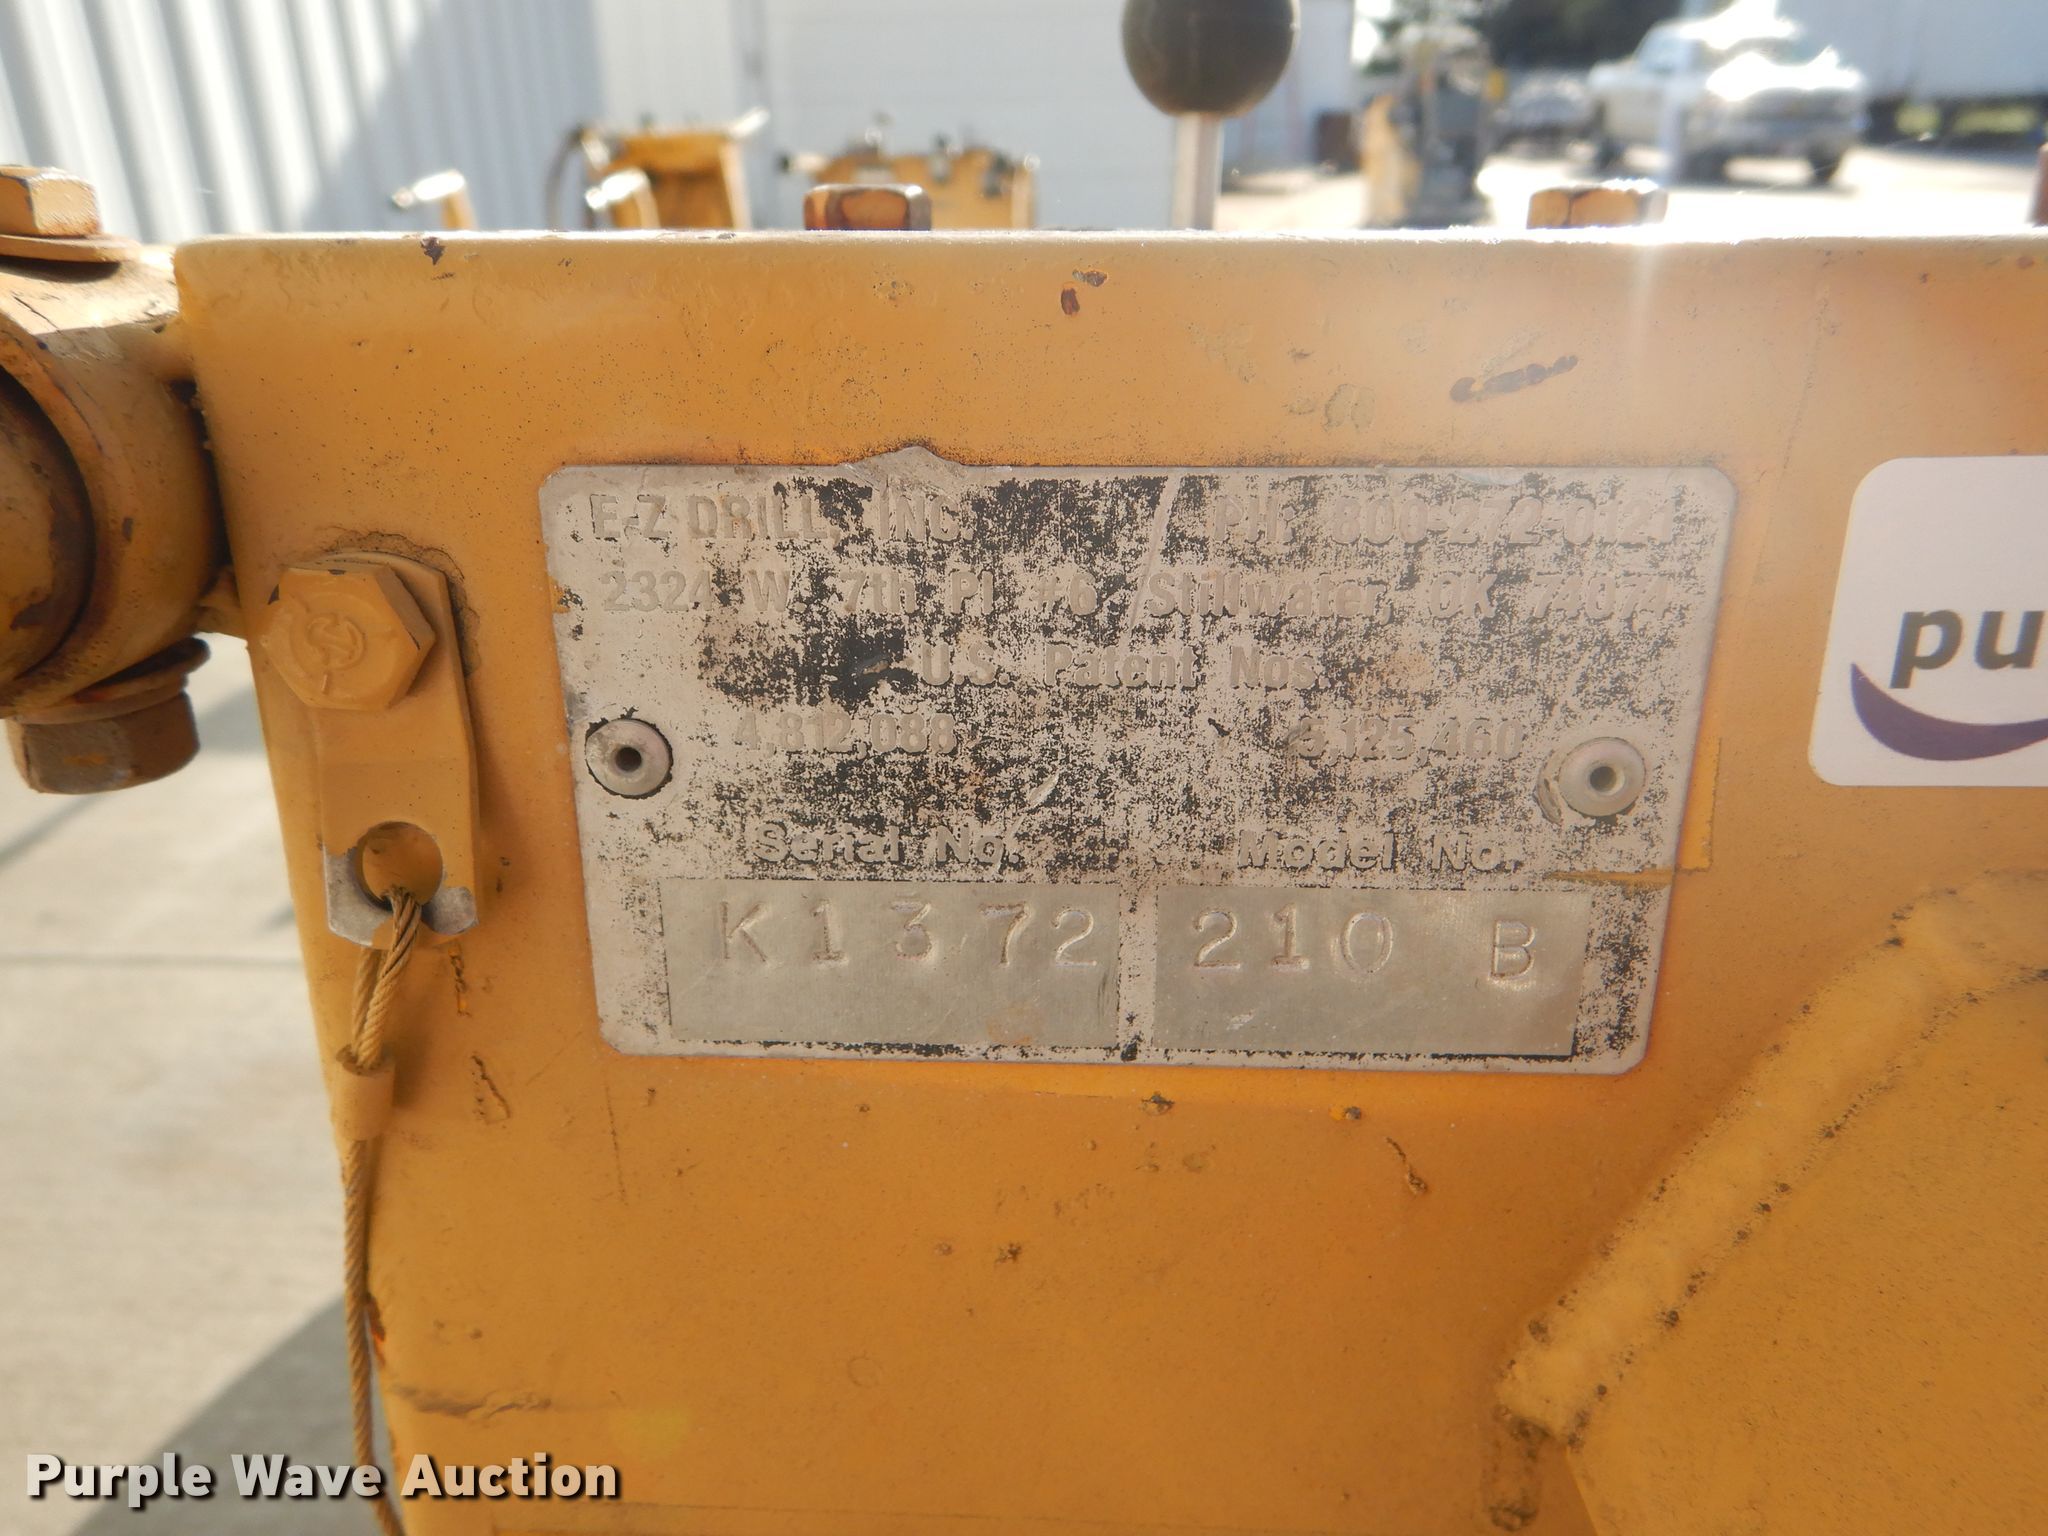 E-Z DRILL, INC. PH: 800-272-0121
2324 W. 7th Pl #6 Stillwater, OK 74074
U.S. Patent Nos.
4,812,088 5,125,460
Serial No. Model No.
K1372 210 B
pu
Purple Wave Auction